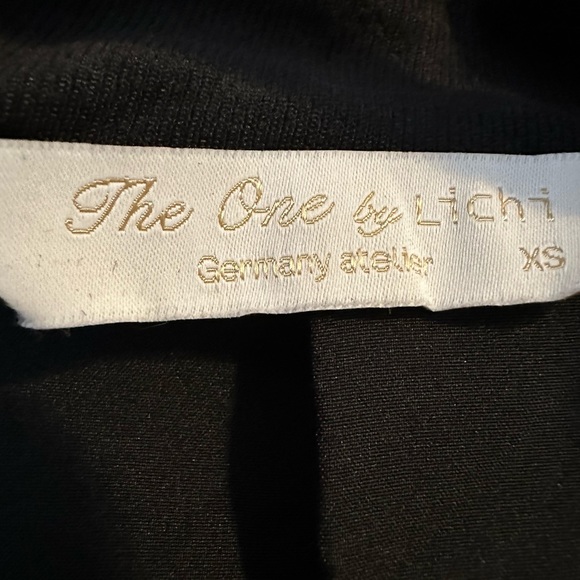 The One by Lichi
Germany atelier XS